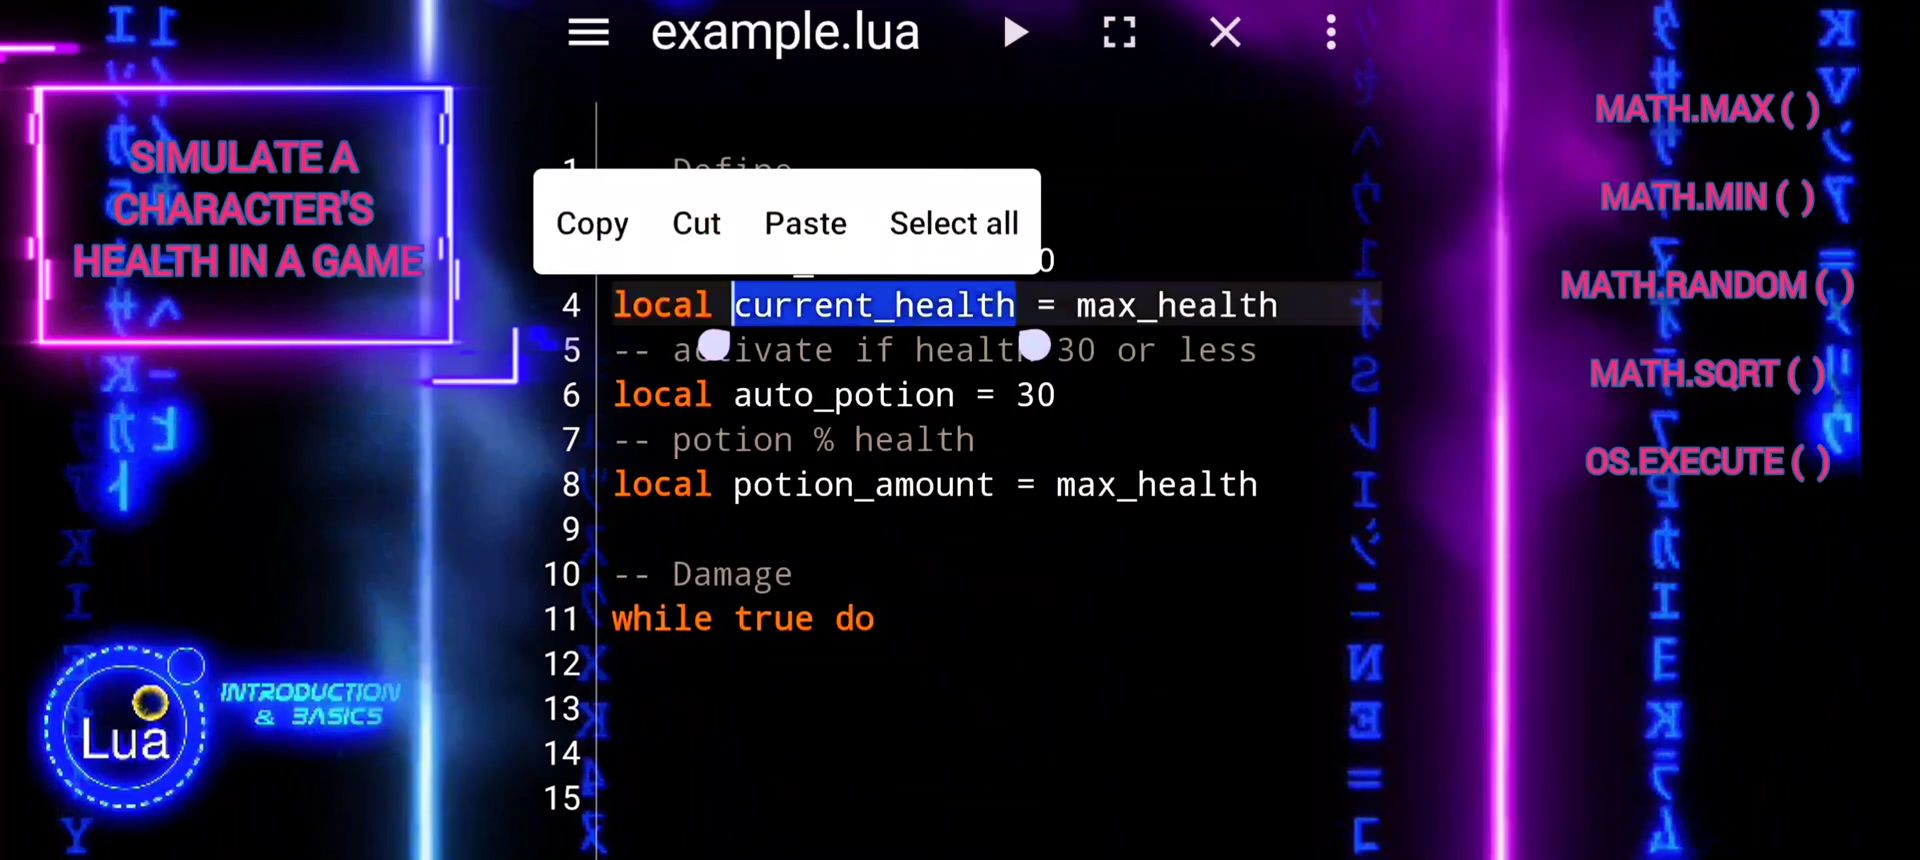 example.lua
SIMULATE A
CHARACTER'S
HEALTH IN A GAME
1 -- Define
Copy Cut Paste Select all
4 local current_health = max_health
5 -- activate if health 30 or less
6 local auto_potion = 30
7 -- potion % health
8 local potion_amount = max_health
9
10 -- Damage
11 while true do
12
13
14
15
MATH.MAX ( )
MATH.MIN ( )
MATH.RANDOM ( )
MATH.SQRT ( )
OS.EXECUTE ( )
Lua
INTRODUCTION
& BASICS